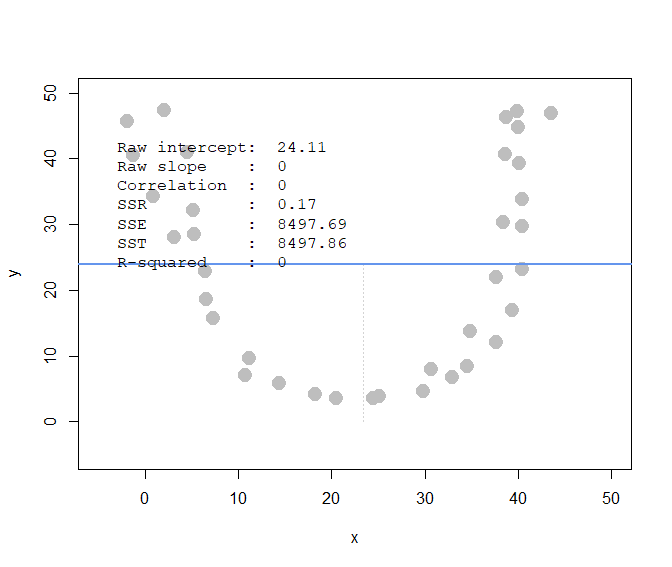 50
40
30
20
10
0
y
Raw intercept: 24.11
Raw slope : 0
Correlation : 0
SSR : 0.17
SSE : 8497.69
SST : 8497.86
R-squared : 0
0 10 20 30 40 50
x